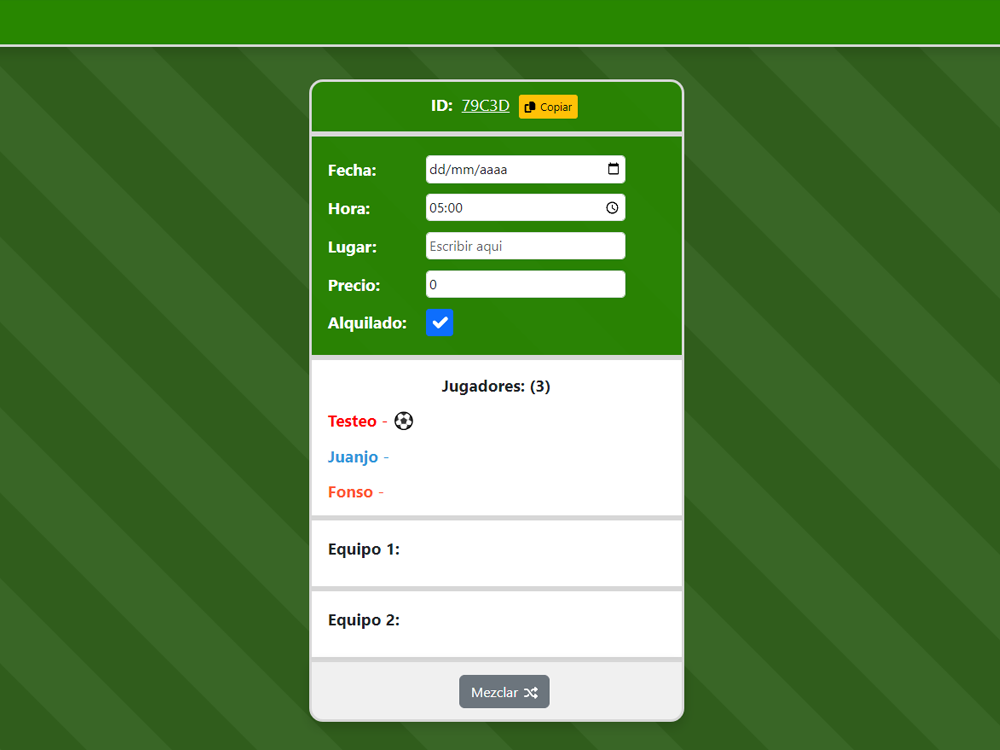 ID: 79C3D Copiar
Fecha: dd/mm/aaaa
Hora: 05:00
Lugar: Escribir aqui
Precio: 0
Alquilado:
Jugadores: (3)
Testeo -
Juanjo -
Fonso -
Equipo 1:
Equipo 2:
Mezclar